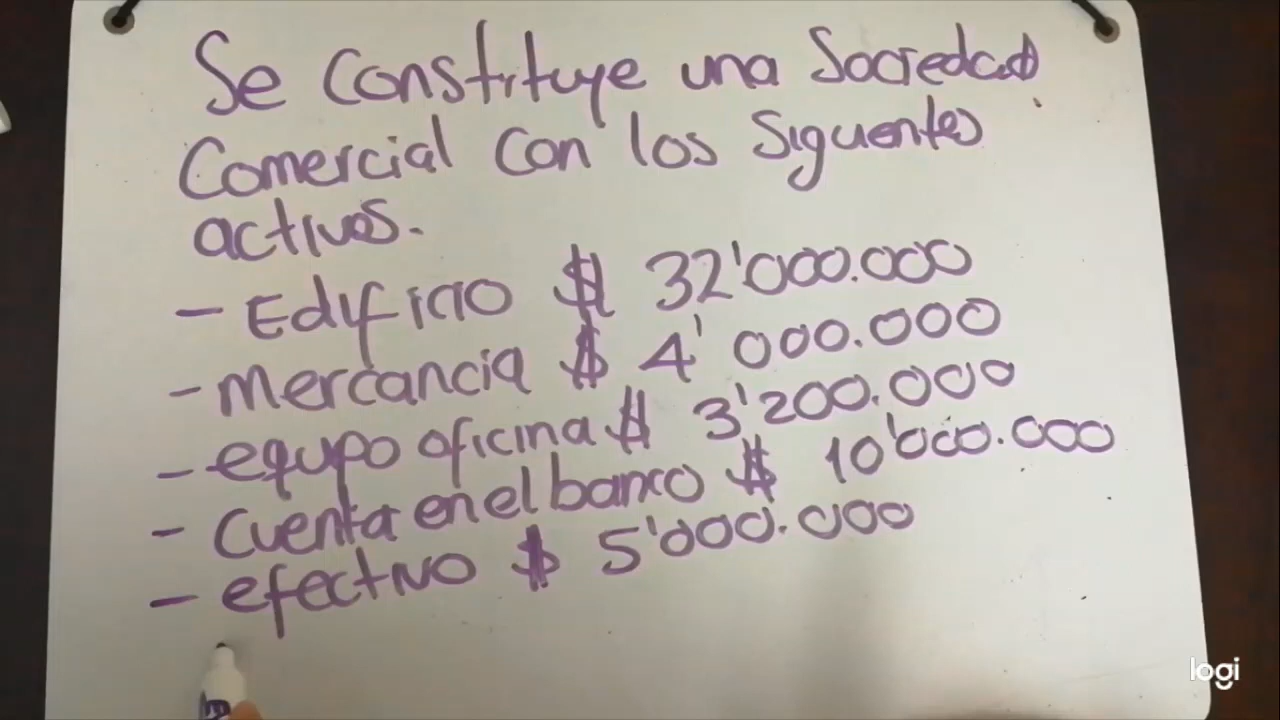 Se constituye una Sociedad
Comercial con los Siguentes
activos.
- Edificio $ 32'000.000
- mercancia $ 4'000.000
- equipo oficina $ 3'200.000
- Cuenta en el banco $ 10'000.000
- efectivo $ 5'000.000
logi